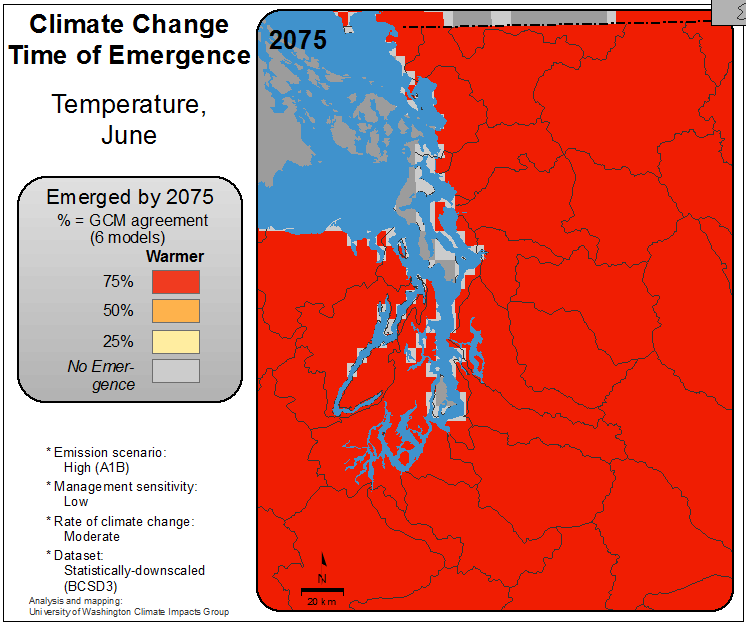 Climate Change
Time of Emergence
Temperature,
June
Emerged by 2075
% = GCM agreement
(6 models)
Warmer
75%
50%
25%
No Emer-
gence
* Emission scenario:
High (A1B)
* Management sensitivity:
Low
* Rate of climate change:
Moderate
* Dataset:
Statistically-downscaled
(BCSD3)
Analysis and mapping:
University of Washington Climate Impacts Group
2075
N
20 km